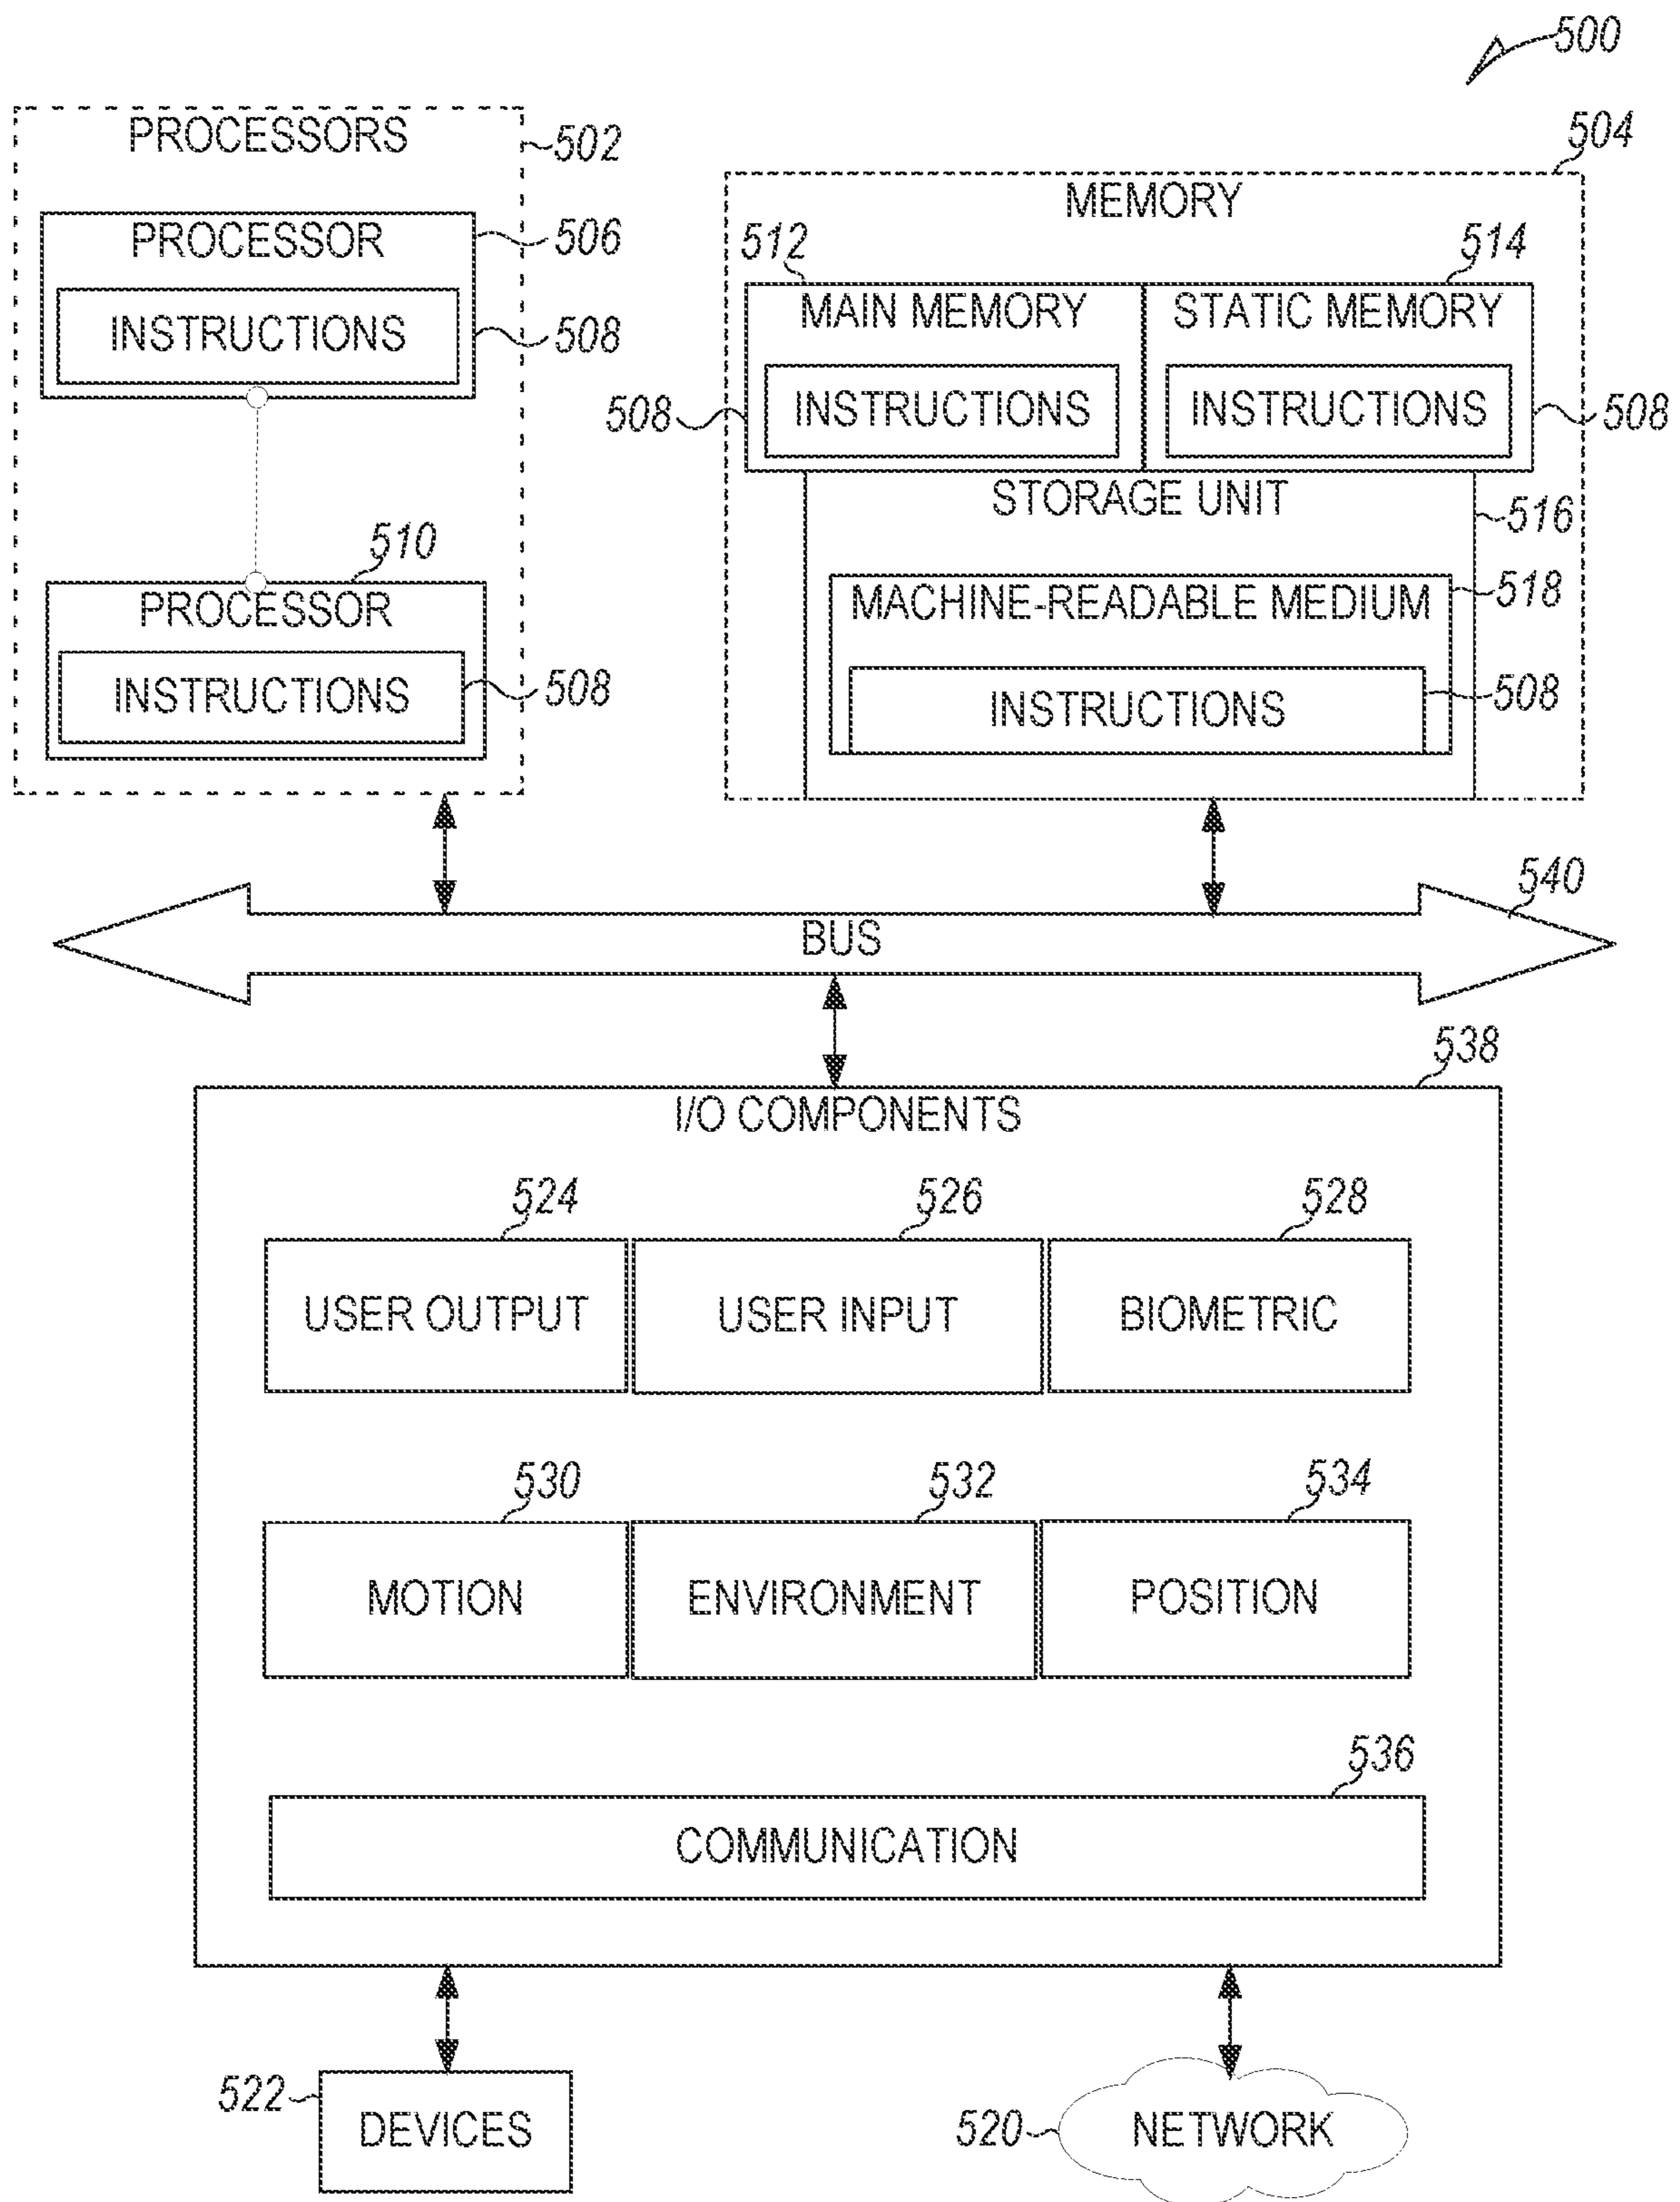 500
PROCESSORS
502
PROCESSOR
506
INSTRUCTIONS
508
510
PROCESSOR
INSTRUCTIONS
508
504
MEMORY
512
514
MAIN MEMORY
STATIC MEMORY
508
INSTRUCTIONS
INSTRUCTIONS
508
STORAGE UNIT
516
MACHINE-READABLE MEDIUM
518
INSTRUCTIONS
508
540
BUS
538
I/O COMPONENTS
524
526
528
USER OUTPUT
USER INPUT
BIOMETRIC
530
532
534
MOTION
ENVIRONMENT
POSITION
536
COMMUNICATION
522
DEVICES
520
NETWORK